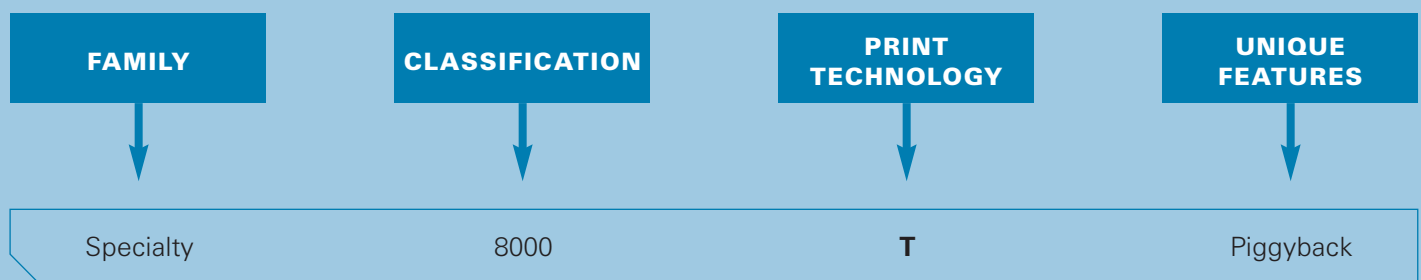 FAMILY
CLASSIFICATION
PRINT
TECHNOLOGY
UNIQUE
FEATURES
Specialty 8000 T Piggyback